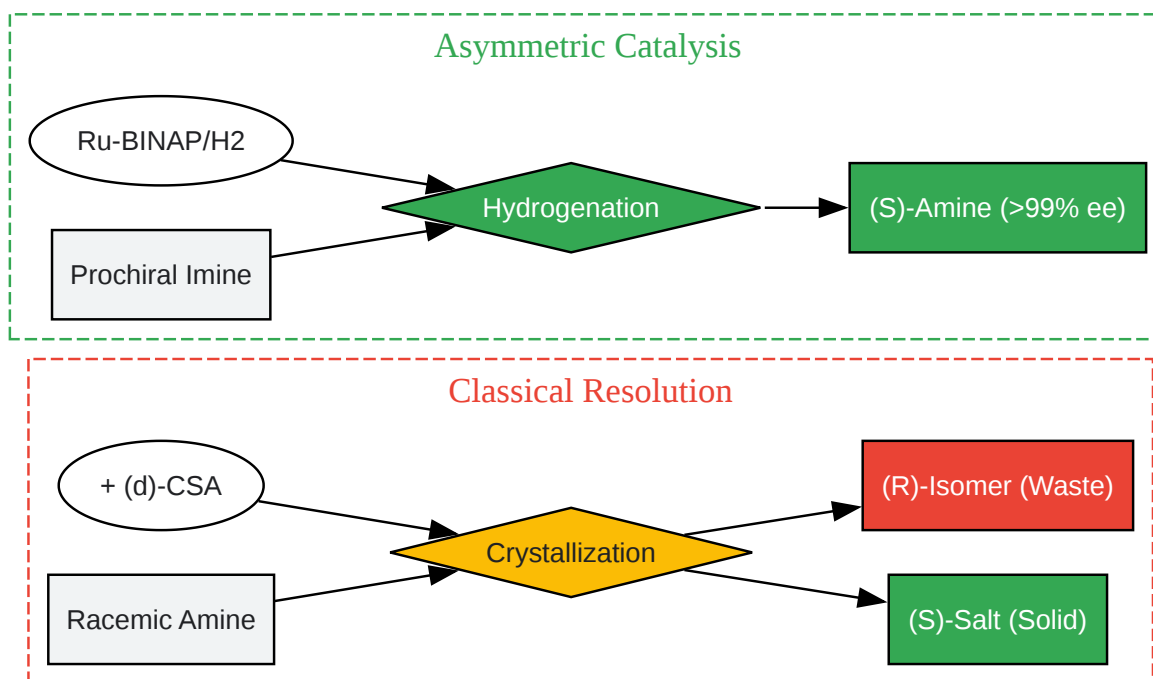 Asymmetric Catalysis
Ru-BINAP/H2
Hydrogenation
(S)-Amine (>99% ee)
Prochiral Imine
Classical Resolution
+ (d)-CSA
(R)-Isomer (Waste)
Crystallization
Racemic Amine
(S)-Salt (Solid)